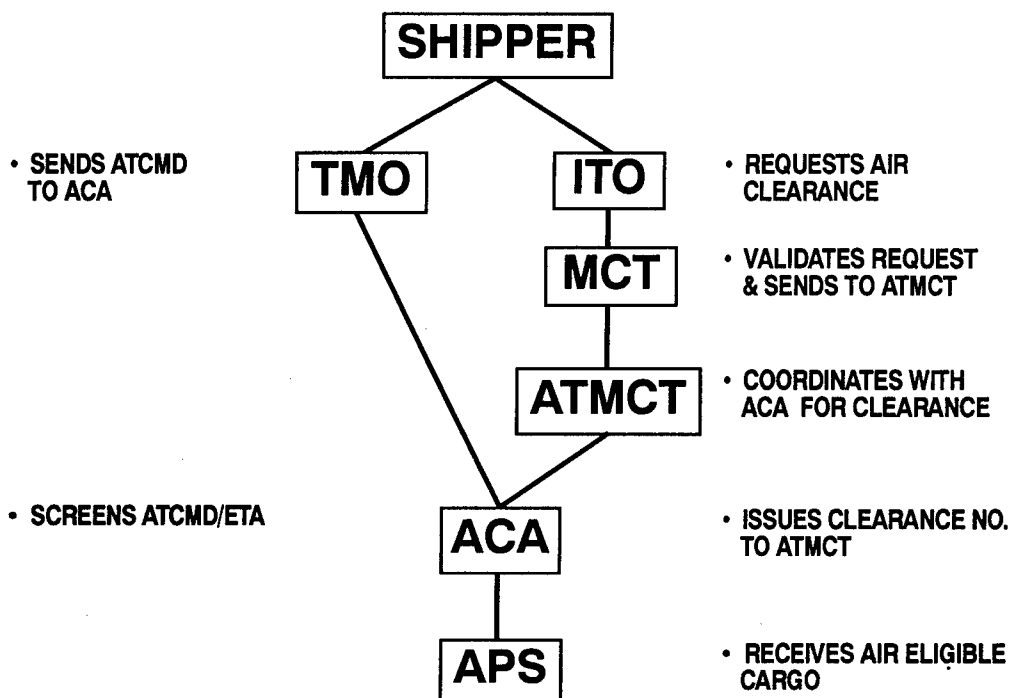 SHIPPER
• SENDS ATCMD
TO ACA
TMO
ITO
• REQUESTS AIR
CLEARANCE
MCT
• VALIDATES REQUEST
& SENDS TO ATMCT
ATMCT
• COORDINATES WITH
ACA FOR CLEARANCE
• SCREENS ATCMD/ETA
ACA
• ISSUES CLEARANCE NO.
TO ATMCT
APS
• RECEIVES AIR ELIGIBLE
CARGO